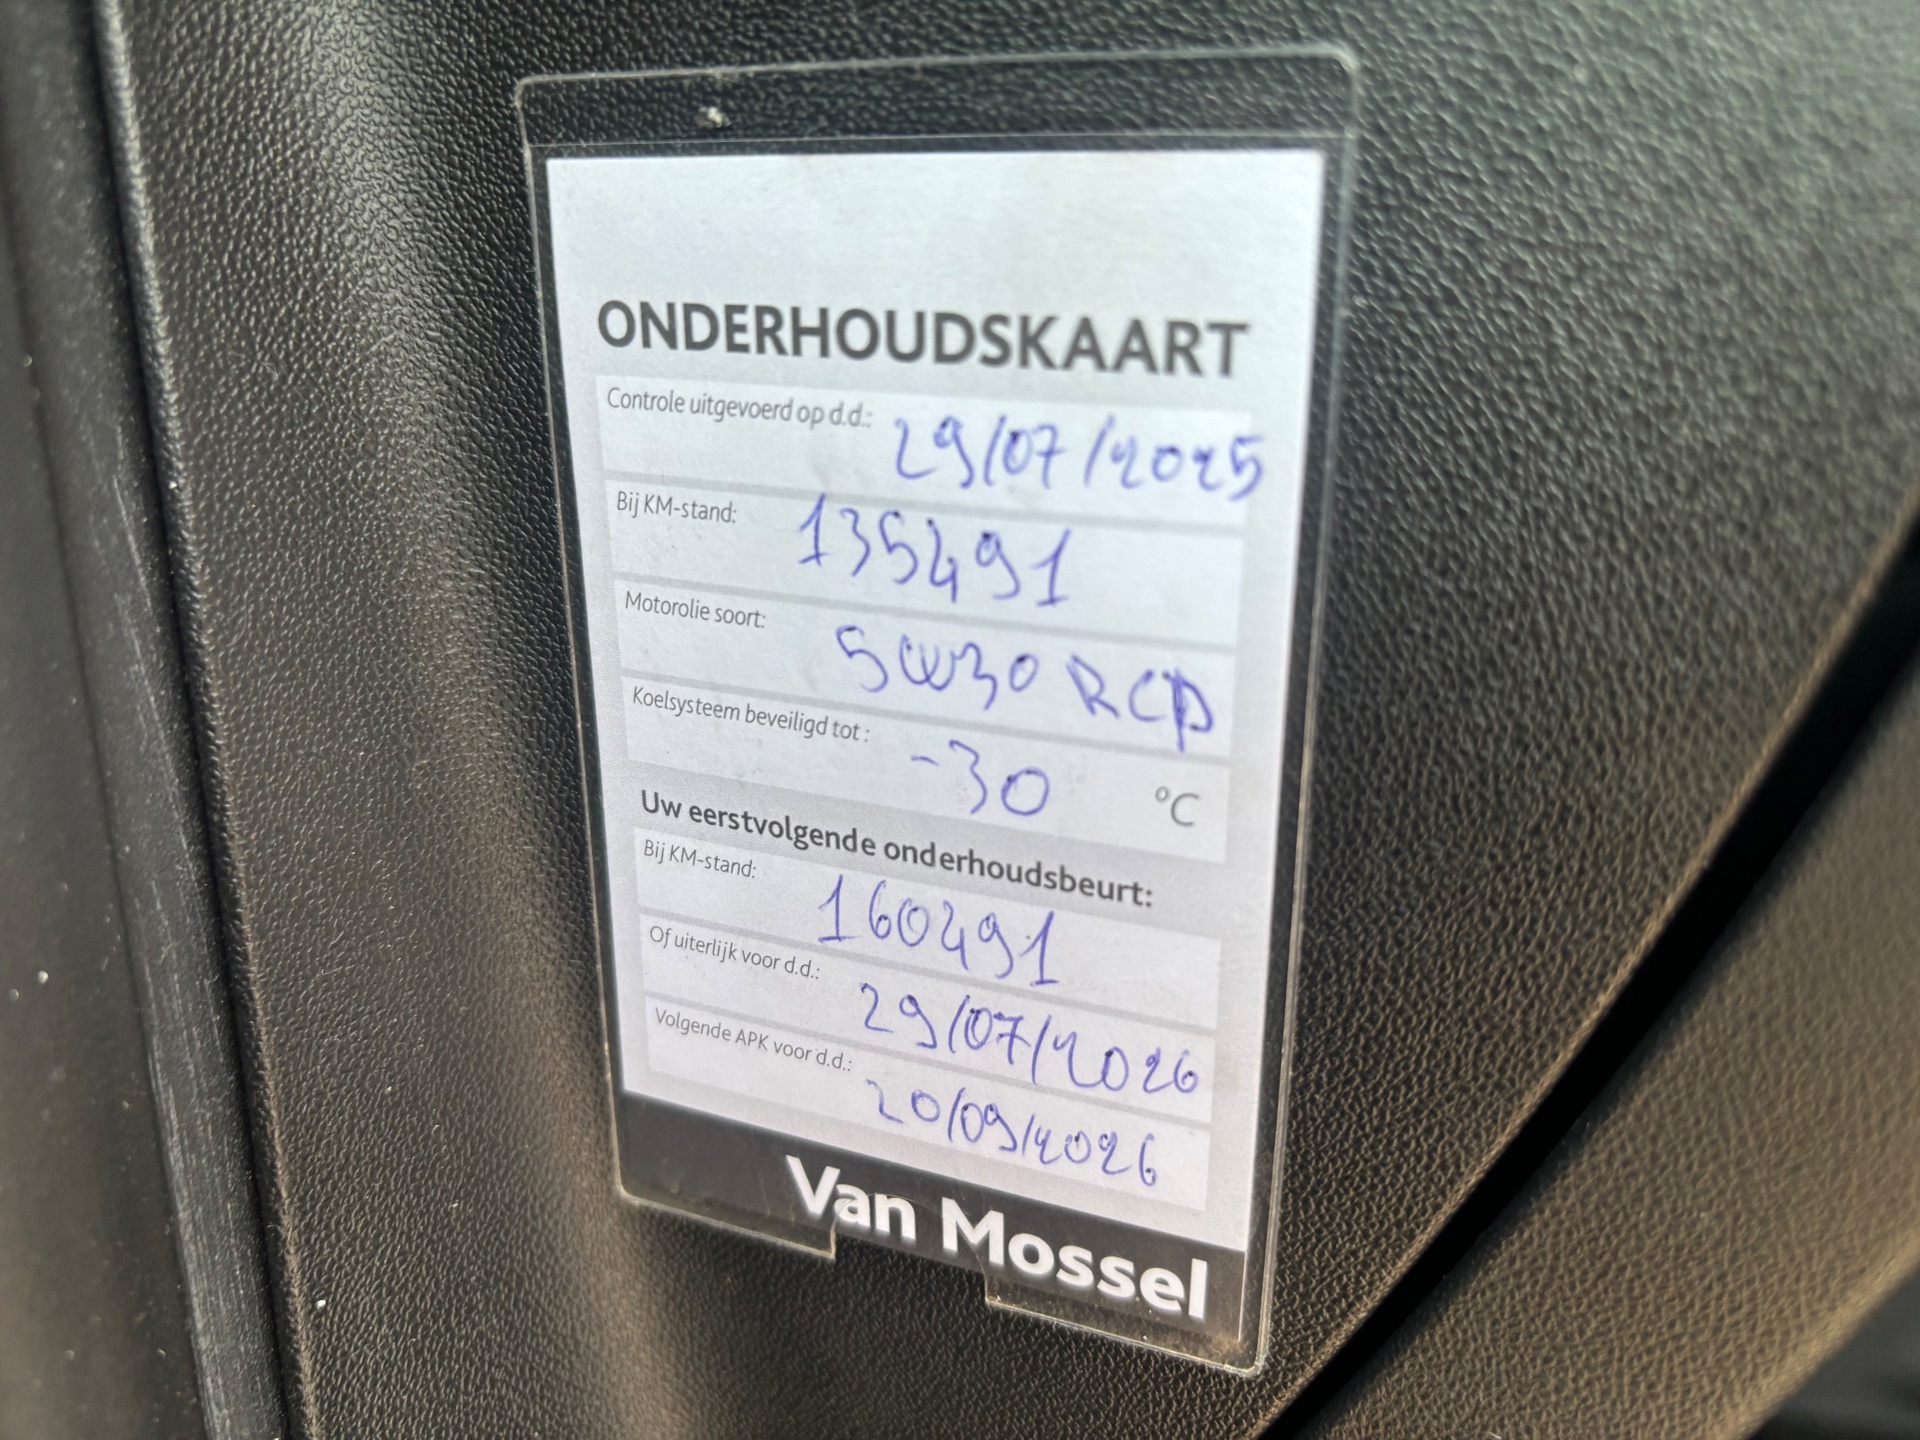 ONDERHOUDSKAART
Controle uitgevoerd op d.d.: 29/07/2025
Bij KM-stand: 135491
Motorolie soort: 5W30 RCP
Koelsysteem beveiligd tot : -30 °C
Uw eerstvolgende onderhoudsbeurt:
Bij KM-stand: 160491
Of uiterlijk voor d.d.: 29/07/2026
Volgende APK voor d.d.: 20/09/2026
Van Mossel